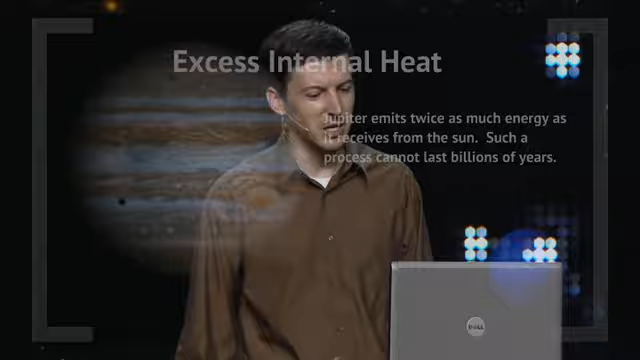 Excess Internal Heat
Jupiter emits twice as much energy as
it receives from the sun. Such a
process cannot last billions of years.
DELL